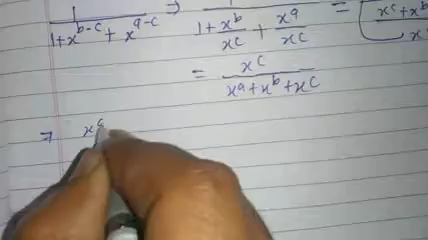 1/(1+x^(b-c)+x^(a-c)) ⇒ 1/(1+x^b/x^c+x^a/x^c) =
= x^c/(x^a+x^b+x^c)
⇒ x^a